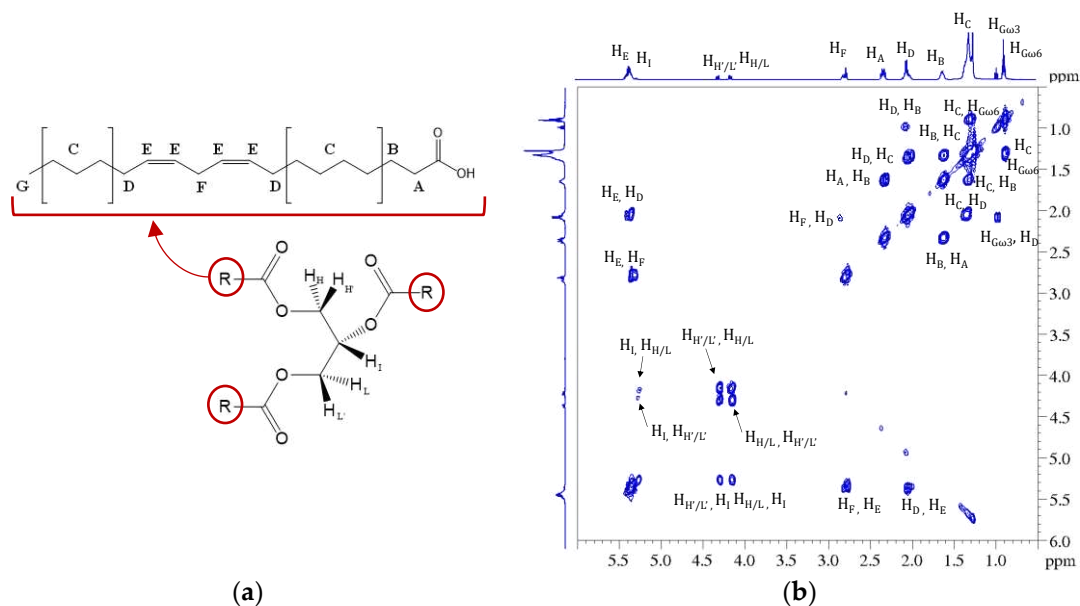 C E E E E C B O
G D F D A OH
R O O R
H_H H_H'
O O
O
H_I
O H_L
R H_L'
O
(a)
H_E H_I H_H'/L' H_H/L H_F H_A H_D H_B H_C H_Gω3 H_Gω6
ppm
H_D, H_B H_C, H_Gω6 1.0
H_B, H_C H_C
H_D, H_C H_Gω6
H_A, H_B H_C, H_B 1.5
H_E, H_D H_F, H_D H_C, H_D 2.0
H_Gω3, H_D
H_E, H_F H_B, H_A 2.5
3.0
3.5
H_I, H_H/L H_H'/L', H_H/L 4.0
4.5
H_I, H_H'/L' H_H/L, H_H'/L'
5.0
H_H'/L', H_I H_H/L, H_I H_F, H_E H_D, H_E 5.5
6.0
5.5 5.0 4.5 4.0 3.5 3.0 2.5 2.0 1.5 1.0 ppm
(b)